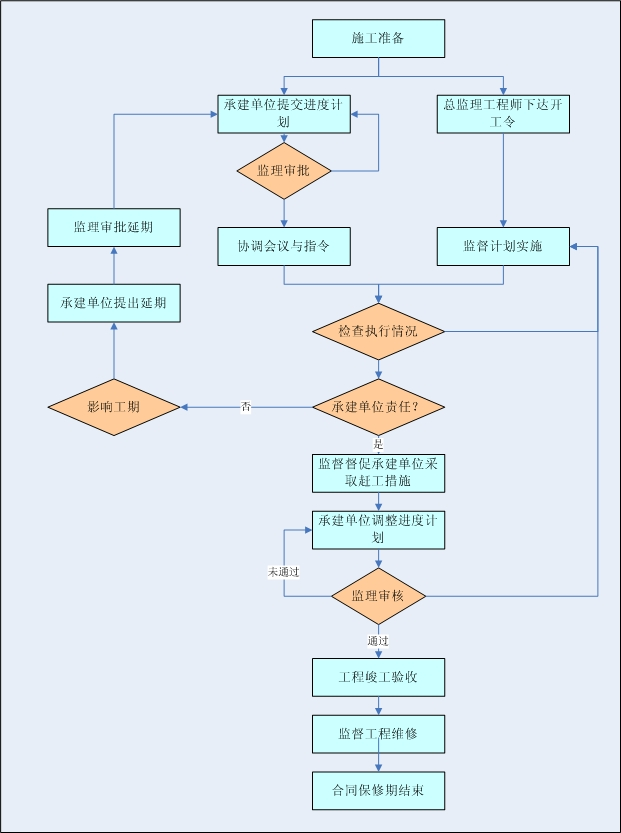 施工准备
承建单位提交进度计
划
总监理工程师下达开
工令
监理审批
监理审批延期
协调会议与指令
监督计划实施
承建单位提出延期
检查执行情况
影响工期
否
承建单位责任？
是
监督督促承建单位采
取赶工措施
承建单位调整进度计
划
未通过
监理审核
通过
工程峻工验收
监督工程维修
合同保修期结束